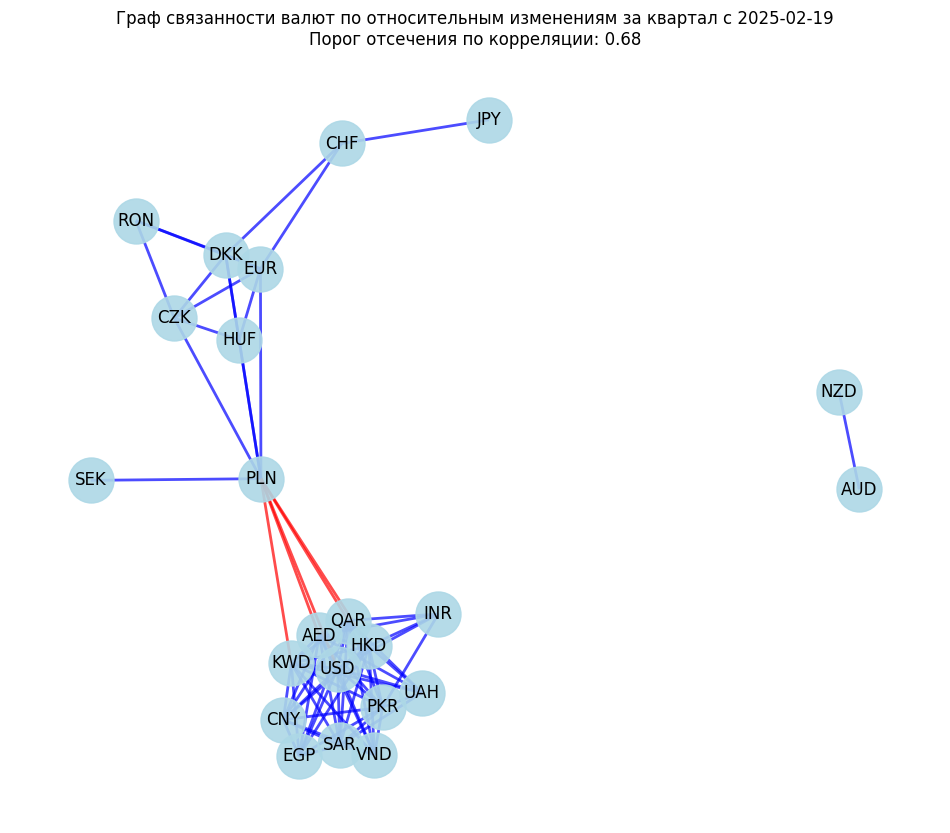 Граф связанности валют по относительным изменениям за квартал с 2025-02-19
Порог отсечения по корреляции: 0.68
JPY
CHF
RON
DKK
EUR
CZK
HUF
NZD
PLN
SEK
AUD
INR
QAR
AED
HKD
KWD
USD
UAH
PKR
CNY
SAR
VND
EGP